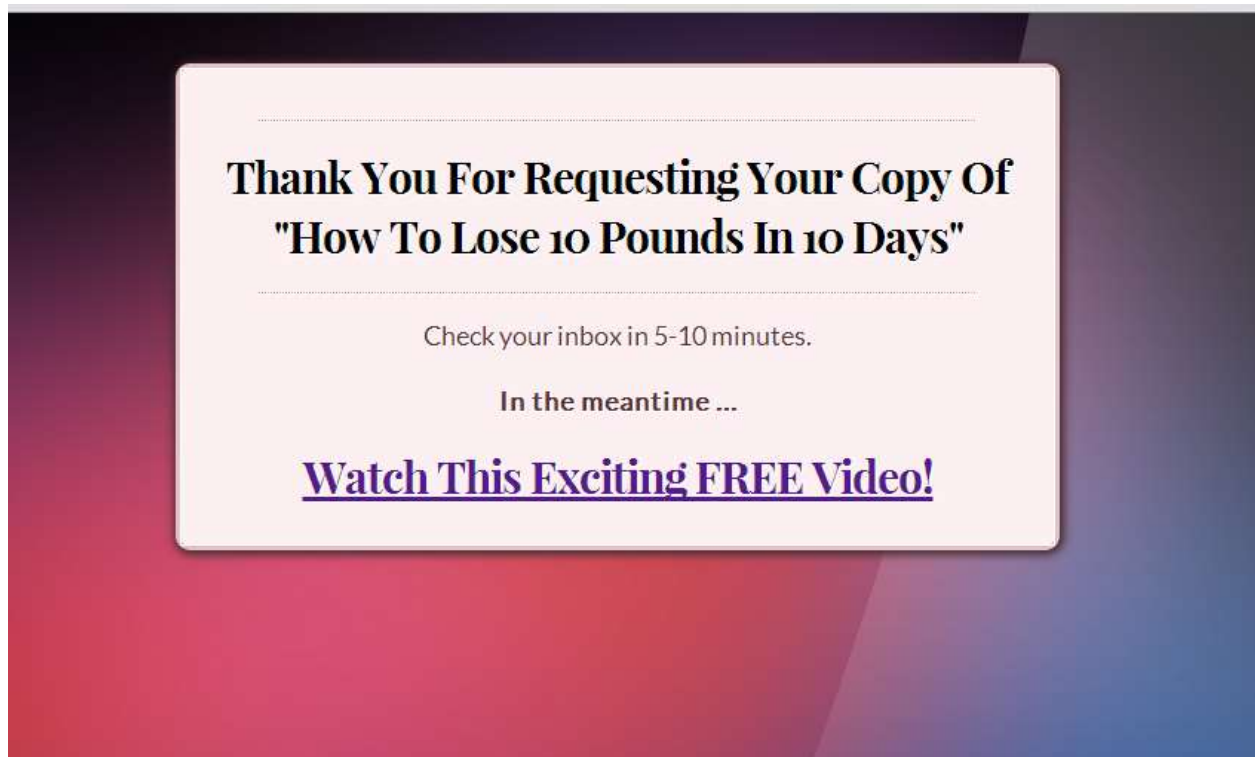 Thank You For Requesting Your Copy Of
"How To Lose 10 Pounds In 10 Days"
Check your inbox in 5-10 minutes.
In the meantime ...
Watch This Exciting FREE Video!